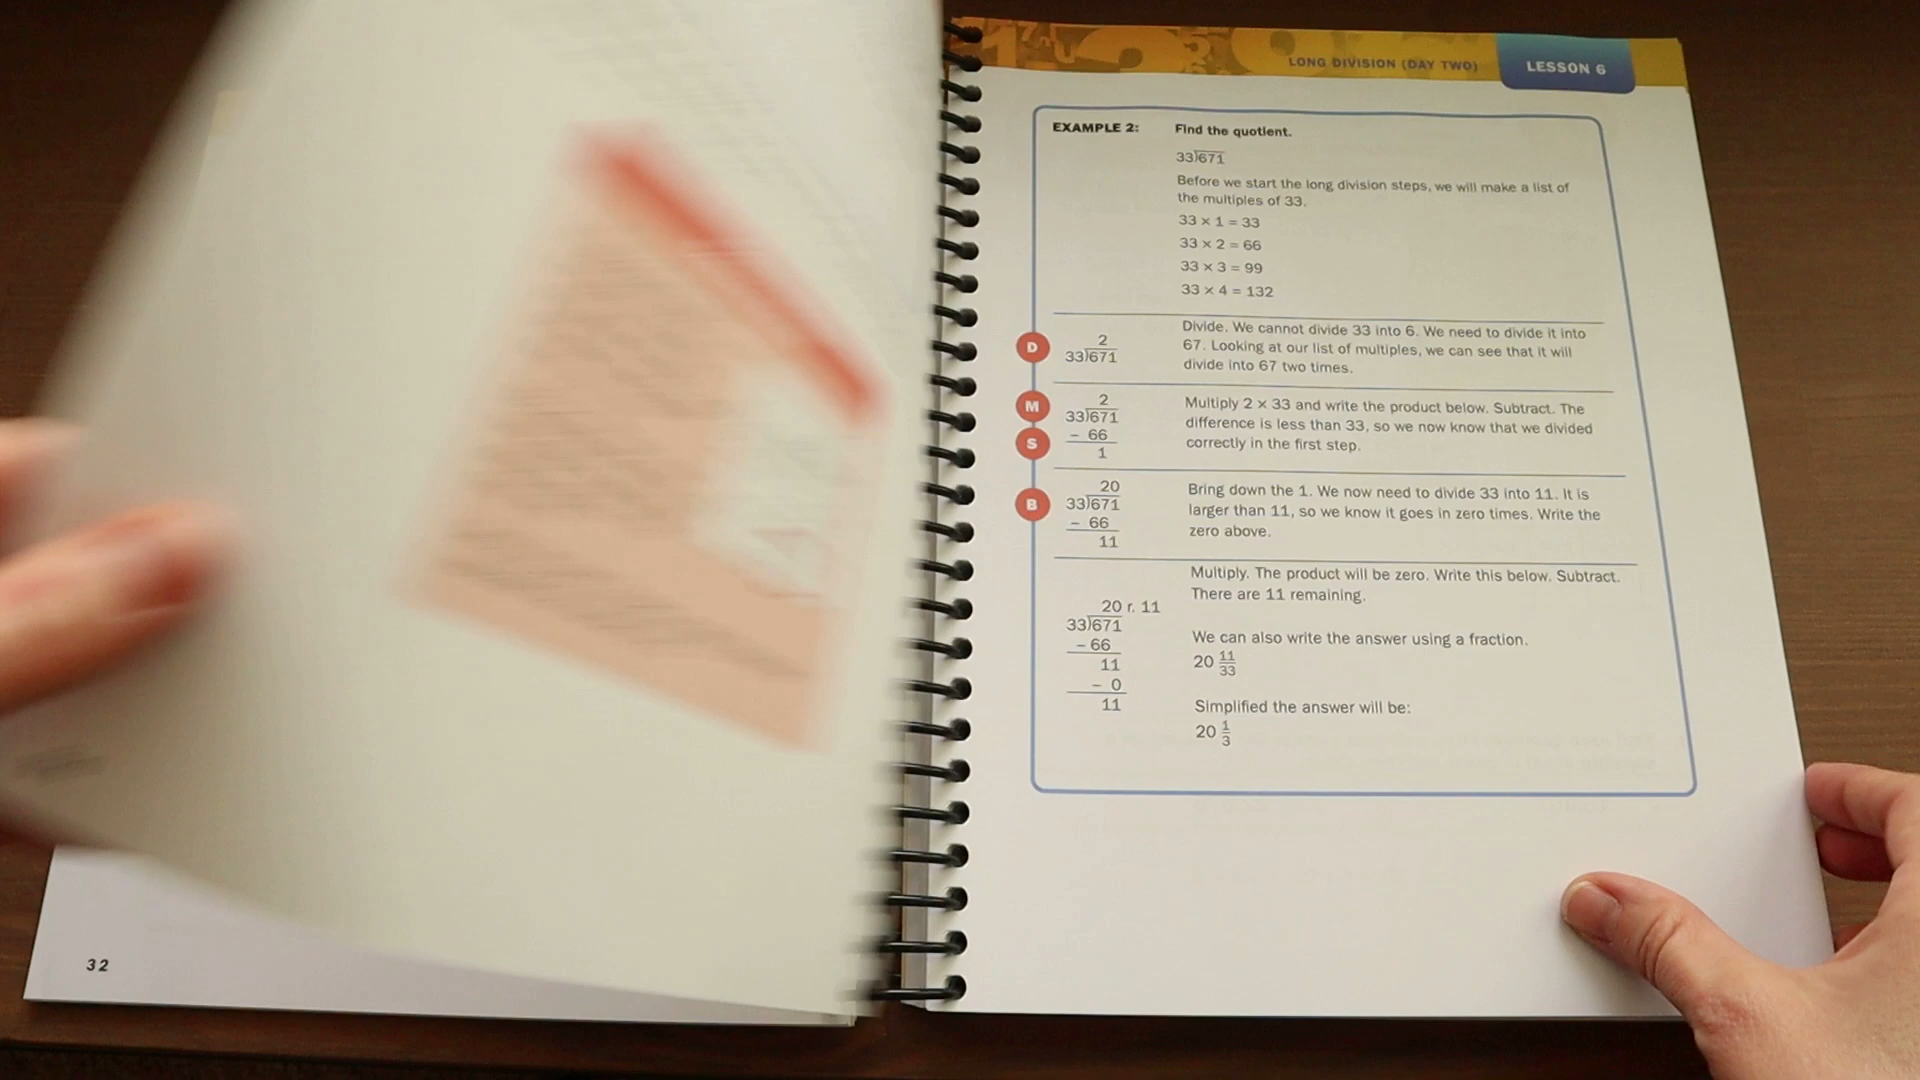 LONG DIVISION (DAY TWO)
LESSON 6
EXAMPLE 2:
Find the quotient.
33)671
Before we start the long division steps, we will make a list of
the multiples of 33.
33 × 1 = 33
33 × 2 = 66
33 × 3 = 99
33 × 4 = 132
D
2
33)671
Divide. We cannot divide 33 into 6. We need to divide it into
67. Looking at our list of multiples, we can see that it will
divide into 67 two times.
M
S
2
33)671
- 66
1
Multiply 2 × 33 and write the product below. Subtract. The
difference is less than 33, so we now know that we divided
correctly in the first step.
B
20
33)671
- 66
11
Bring down the 1. We now need to divide 33 into 11. It is
larger than 11, so we know it goes in zero times. Write the
zero above.
20 r. 11
33)671
- 66
11
- 0
11
Multiply. The product will be zero. Write this below. Subtract.
There are 11 remaining.
We can also write the answer using a fraction.
20 11/33
Simplified the answer will be:
20 1/3
32